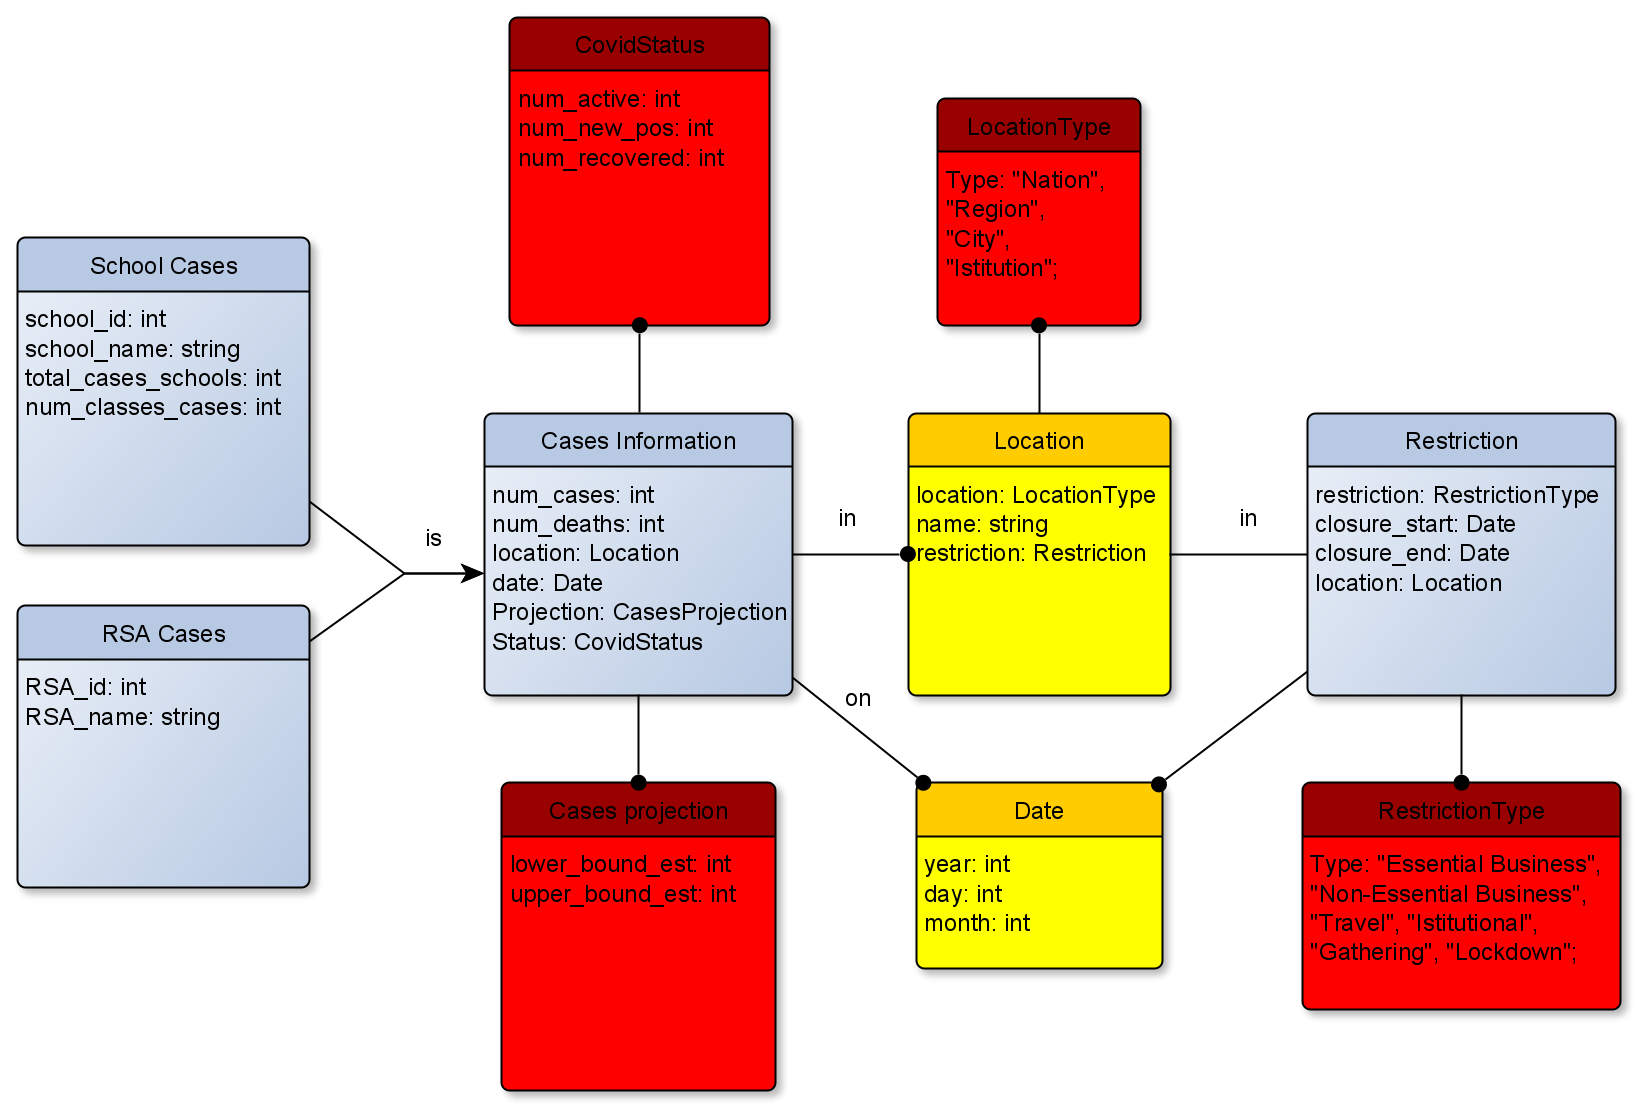 CovidStatus
num_active: int
num_new_pos: int
num_recovered: int
LocationType
Type: "Nation",
"Region",
"City",
"Istitution";
School Cases
school_id: int
school_name: string
total_cases_schools: int
num_classes_cases: int
RSA Cases
RSA_id: int
RSA_name: string
is
Cases Information
num_cases: int
num_deaths: int
location: Location
date: Date
Projection: CasesProjection
Status: CovidStatus
in
on
Location
location: LocationType
name: string
restriction: Restriction
in
Restriction
restriction: RestrictionType
closure_start: Date
closure_end: Date
location: Location
Cases projection
lower_bound_est: int
upper_bound_est: int
Date
year: int
day: int
month: int
RestrictionType
Type: "Essential Business",
"Non-Essential Business",
"Travel", "Istitutional",
"Gathering", "Lockdown";